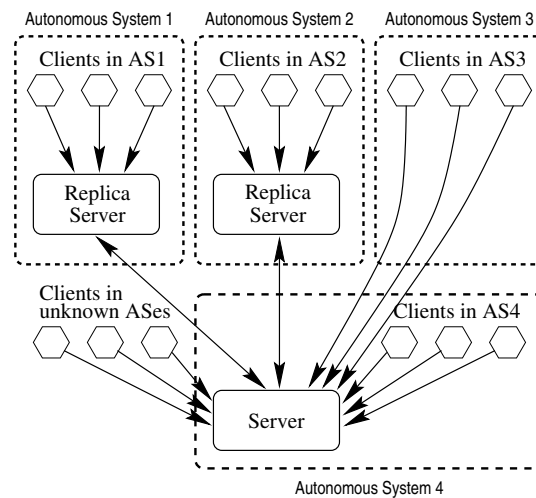 Autonomous System 1
Autonomous System 2
Autonomous System 3
Clients in AS1
Clients in AS2
Clients in AS3
Replica
Server
Replica
Server
Clients in
unknown ASes
Clients in AS4
Server
Autonomous System 4